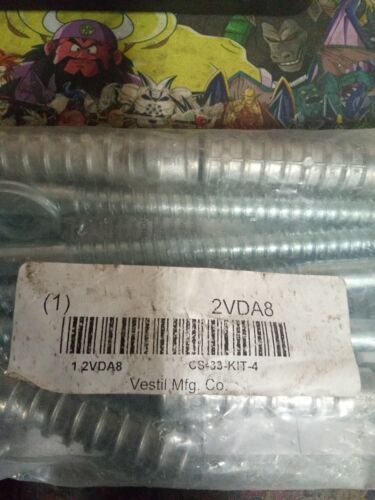 (1) 2VDA8
1 2VDA8 CS-33-KIT-4
Vestil Mfg. Co.